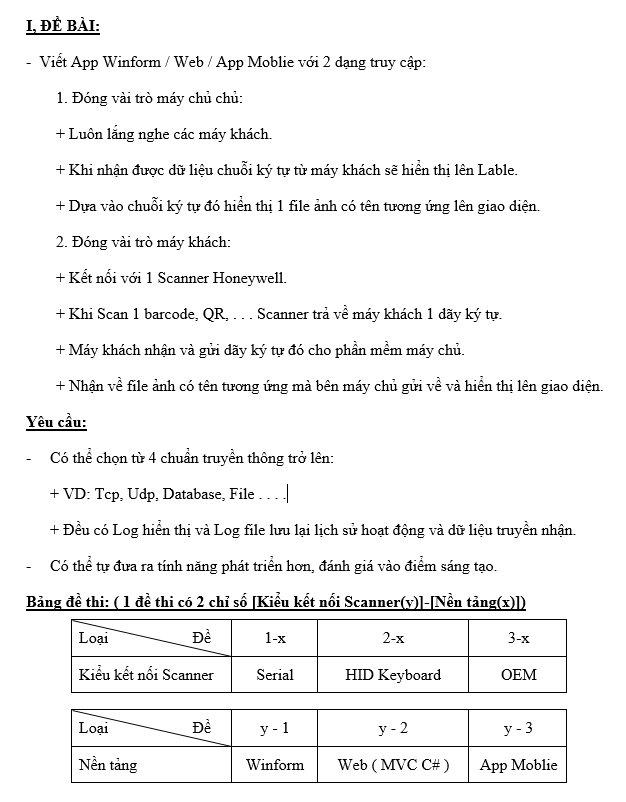 I, ĐỀ BÀI:
- Viết App Winform / Web / App Moblie với 2 dạng truy cập:
1. Đóng vài trò máy chủ chủ:
+ Luôn lắng nghe các máy khách.
+ Khi nhận được dữ liệu chuỗi ký tự từ máy khách sẽ hiển thị lên Lable.
+ Dựa vào chuỗi ký tự đó hiển thị 1 file ảnh có tên tương ứng lên giao diện.
2. Đóng vài trò máy khách:
+ Kết nối với 1 Scanner Honeywell.
+ Khi Scan 1 barcode, QR, . . . Scanner trả về máy khách 1 dãy ký tự.
+ Máy khách nhận và gửi dãy ký tự đó cho phần mềm máy chủ.
+ Nhận về file ảnh có tên tương ứng mà bên máy chủ gửi về và hiển thị lên giao diện.
Yêu cầu:
- Có thể chọn từ 4 chuẩn truyền thông trở lên:
+ VD: Tcp, Udp, Database, File . . . .
+ Đều có Log hiển thị và Log file lưu lại lịch sử hoạt động và dữ liệu truyền nhận.
- Có thể tự đưa ra tính năng phát triển hơn, đánh giá vào điểm sáng tạo.
Bảng đề thi: ( 1 đề thi có 2 chỉ số [Kiểu kết nối Scanner(y)]-[Nền tảng(x)])
Loại Đề 1-x 2-x 3-x
Kiểu kết nối Scanner Serial HID Keyboard OEM
Loại Đề y - 1 y - 2 y - 3
Nền tảng Winform Web ( MVC C# ) App Moblie